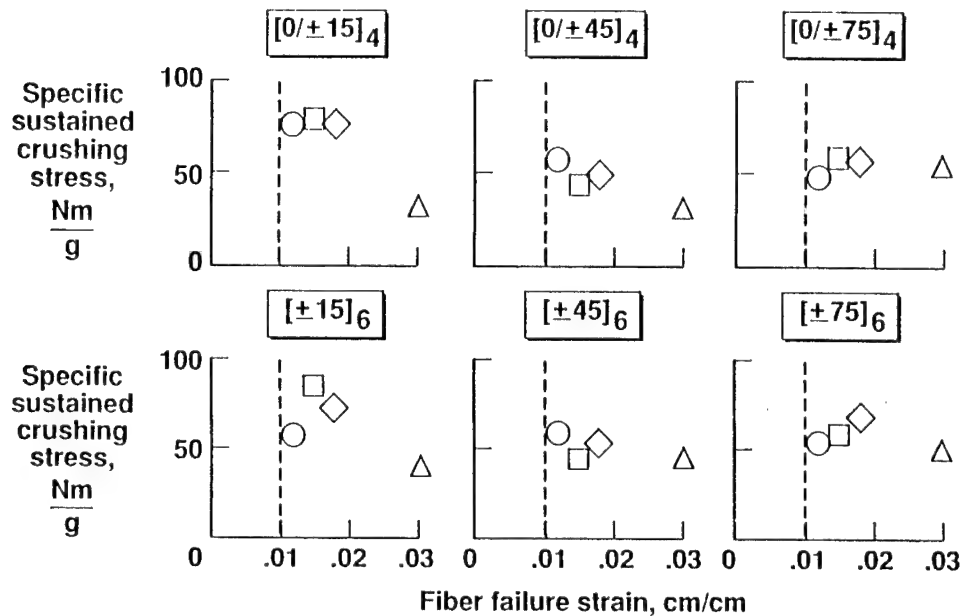 [0/±15]4
[0/±45]4
[0/±75]4
Specific
sustained
crushing
stress,
Nm
g
100
50
0
[±15]6
[±45]6
[±75]6
Specific
sustained
crushing
stress,
Nm
g
100
50
0 .01 .02 .03
0 .01 .02 .03
0 .01 .02 .03
Fiber failure strain, cm/cm